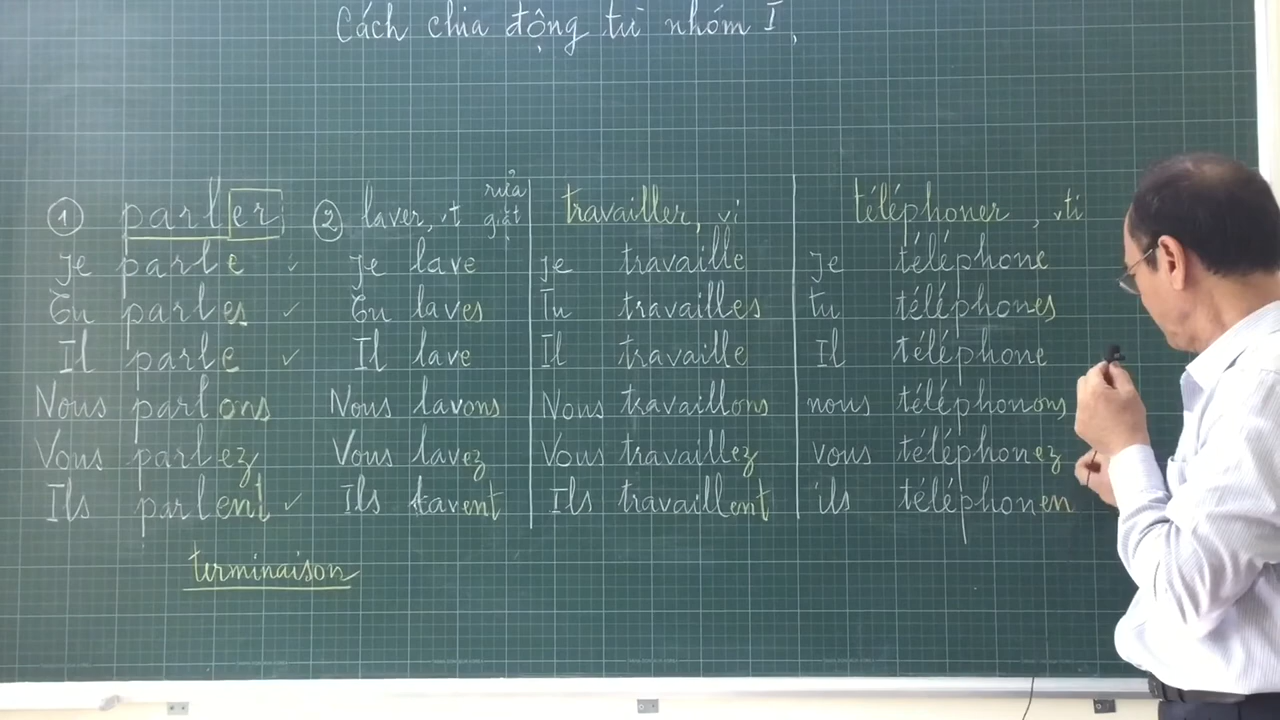 Cách chia động từ nhóm I,
① parler
Je parle ✓
Tu parles ✓
Il parle ✓
Nous parlons
Vous parlez
Ils parlent ✓
terminaison
② laver, vt rửa
giặt
Je lave
Tu laves
Il lave
Nous lavons
Vous lavez
Ils lavent
travailler, vi
je travaille
Tu travailles
Il travaille
Nous travaillons
Vous travaillez
Ils travaillent
téléphoner, vti
Je téléphone
tu téléphones
Il téléphone
nous téléphonons
vous téléphonez
ils téléphonen